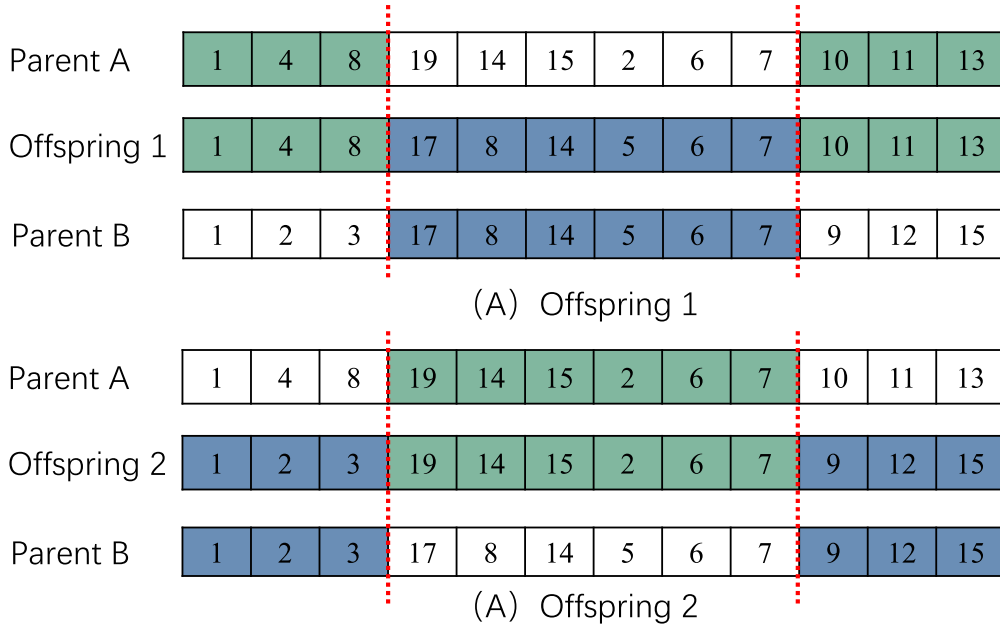 Parent A 1 4 8 19 14 15 2 6 7 10 11 13
Offspring 1 1 4 8 17 8 14 5 6 7 10 11 13
Parent B 1 2 3 17 8 14 5 6 7 9 12 15
（A）Offspring 1
Parent A 1 4 8 19 14 15 2 6 7 10 11 13
Offspring 2 1 2 3 19 14 15 2 6 7 9 12 15
Parent B 1 2 3 17 8 14 5 6 7 9 12 15
（A）Offspring 2